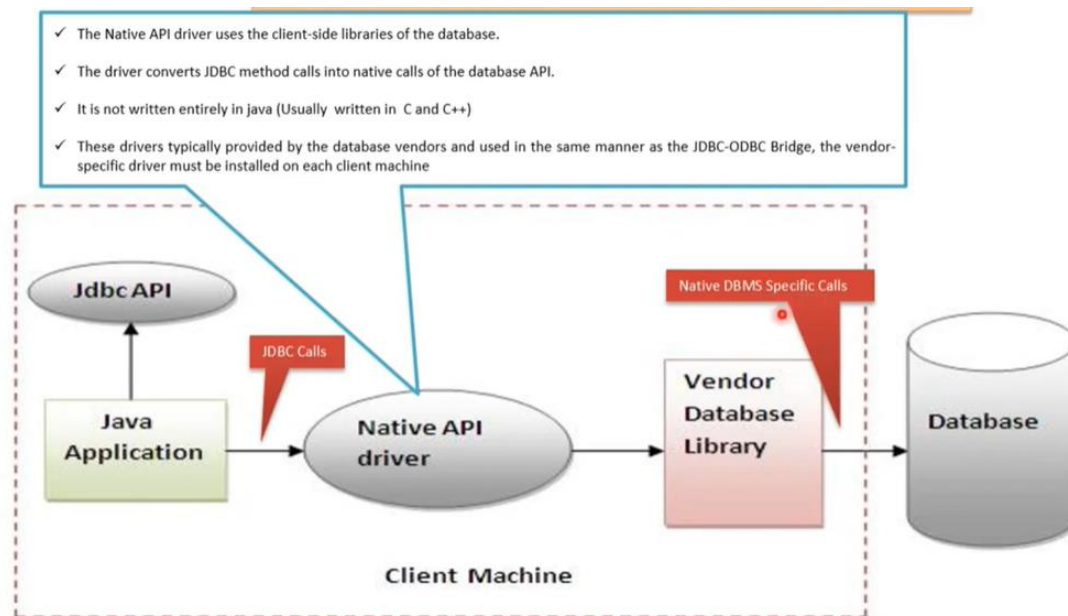 ✓ The Native API driver uses the client-side libraries of the database.
✓ The driver converts JDBC method calls into native calls of the database API.
✓ It is not written entirely in java (Usually written in C and C++)
✓ These drivers typically provided by the database vendors and used in the same manner as the JDBC-ODBC Bridge, the vendor-
specific driver must be installed on each client machine
Jdbc API
Native DBMS Specific Calls
JDBC Calls
Java
Application
Native API
driver
Vendor
Database
Library
Database
Client Machine